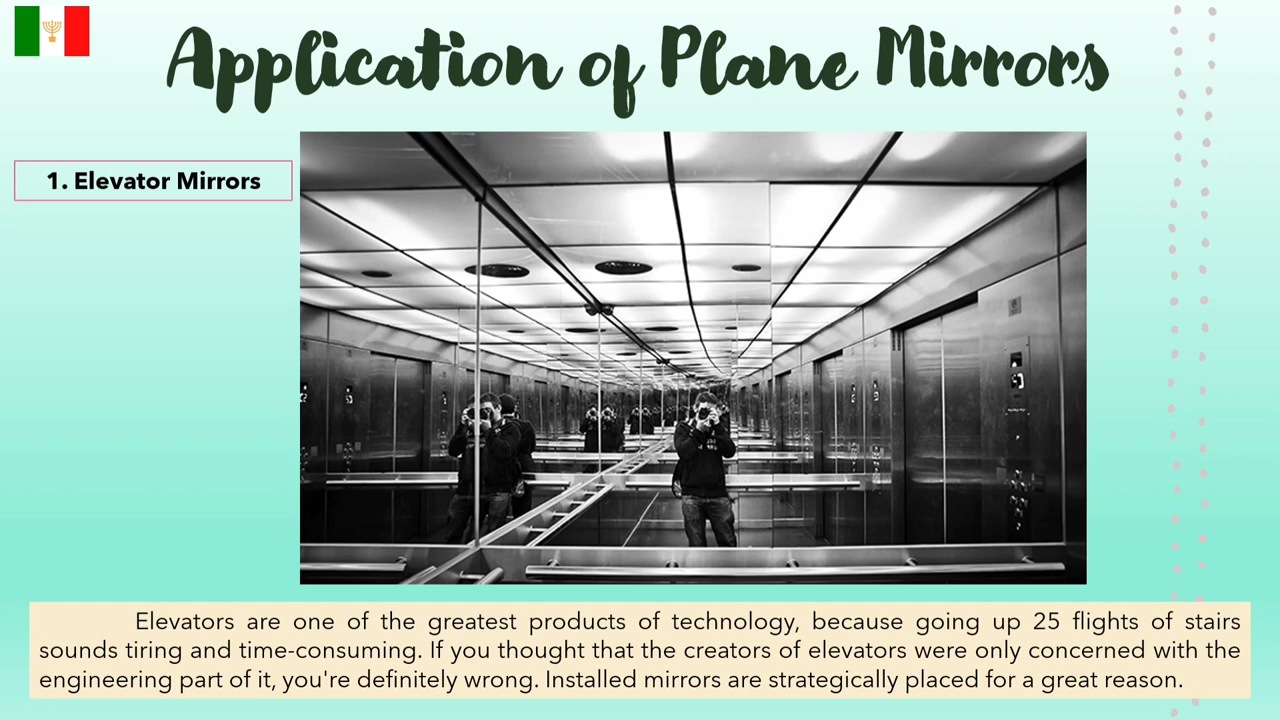 Application of Plane Mirrors
1. Elevator Mirrors
Elevators are one of the greatest products of technology, because going up 25 flights of stairs
sounds tiring and time-consuming. If you thought that the creators of elevators were only concerned with the
engineering part of it, you're definitely wrong. Installed mirrors are strategically placed for a great reason.